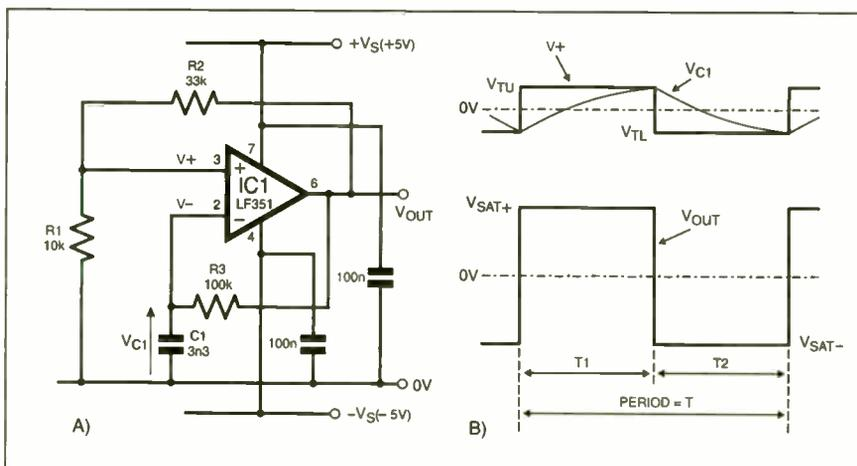 +VS(+5V)
R2
33k
V+
3
7
IC1
LF351
6
VOUT
V-
2
4
R1
10k
R3
100k
100n
VC1
C1
3n3
100n
0V
-VS(-5V)
A)
V+
VC1
VTU
0V
VTL
VSAT+
VOUT
0V
VSAT-
T1
T2
PERIOD = T
B)